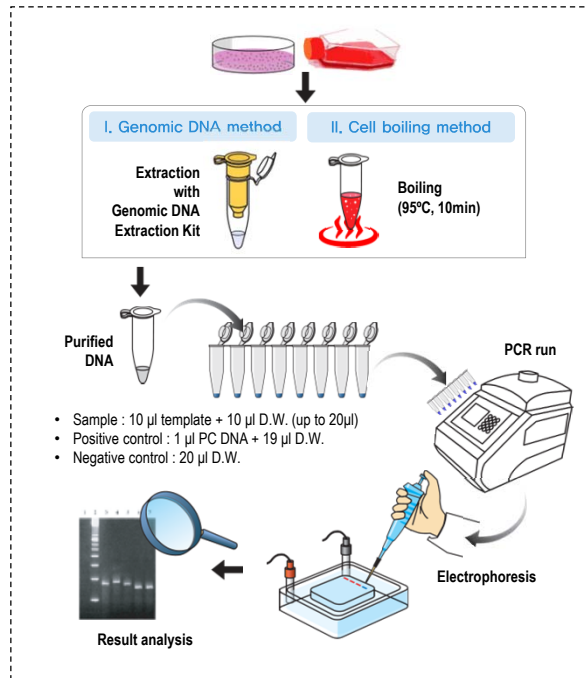 I. Genomic DNA method
II. Cell boiling method
Extraction
with
Genomic DNA
Extraction Kit
Boiling
(95ºC, 10min)
Purified
DNA
PCR run
• Sample : 10 µl template + 10 µl D.W. (up to 20µl)
• Positive control : 1 µl PC DNA + 19 µl D.W.
• Negative control : 20 µl D.W.
Electrophoresis
Result analysis